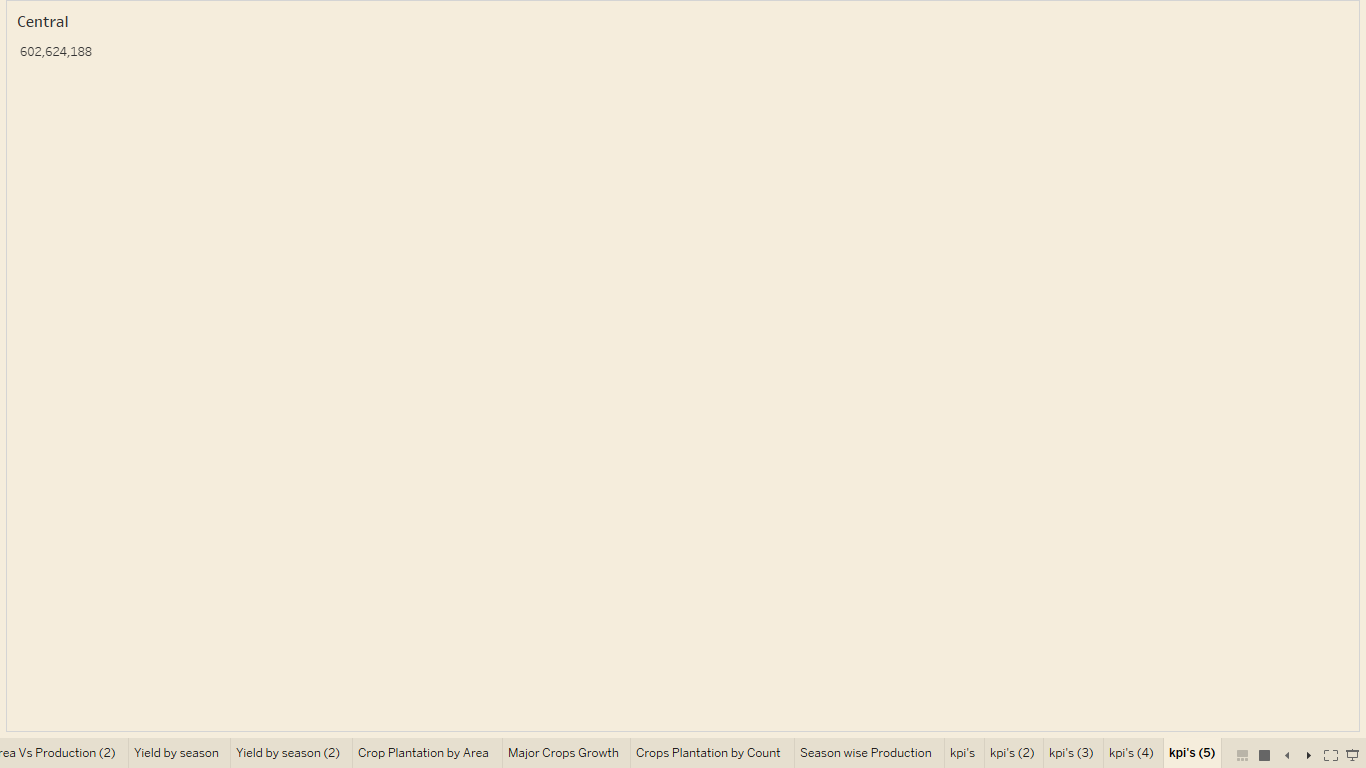 Central
602,624,188
rea Vs Production (2)
Yield by season
Yield by season (2)
Crop Plantation by Area
Major Crops Growth
Crops Plantation by Count
Season wise Production
kpi's
kpi's (2)
kpi's (3)
kpi's (4)
kpi's (5)